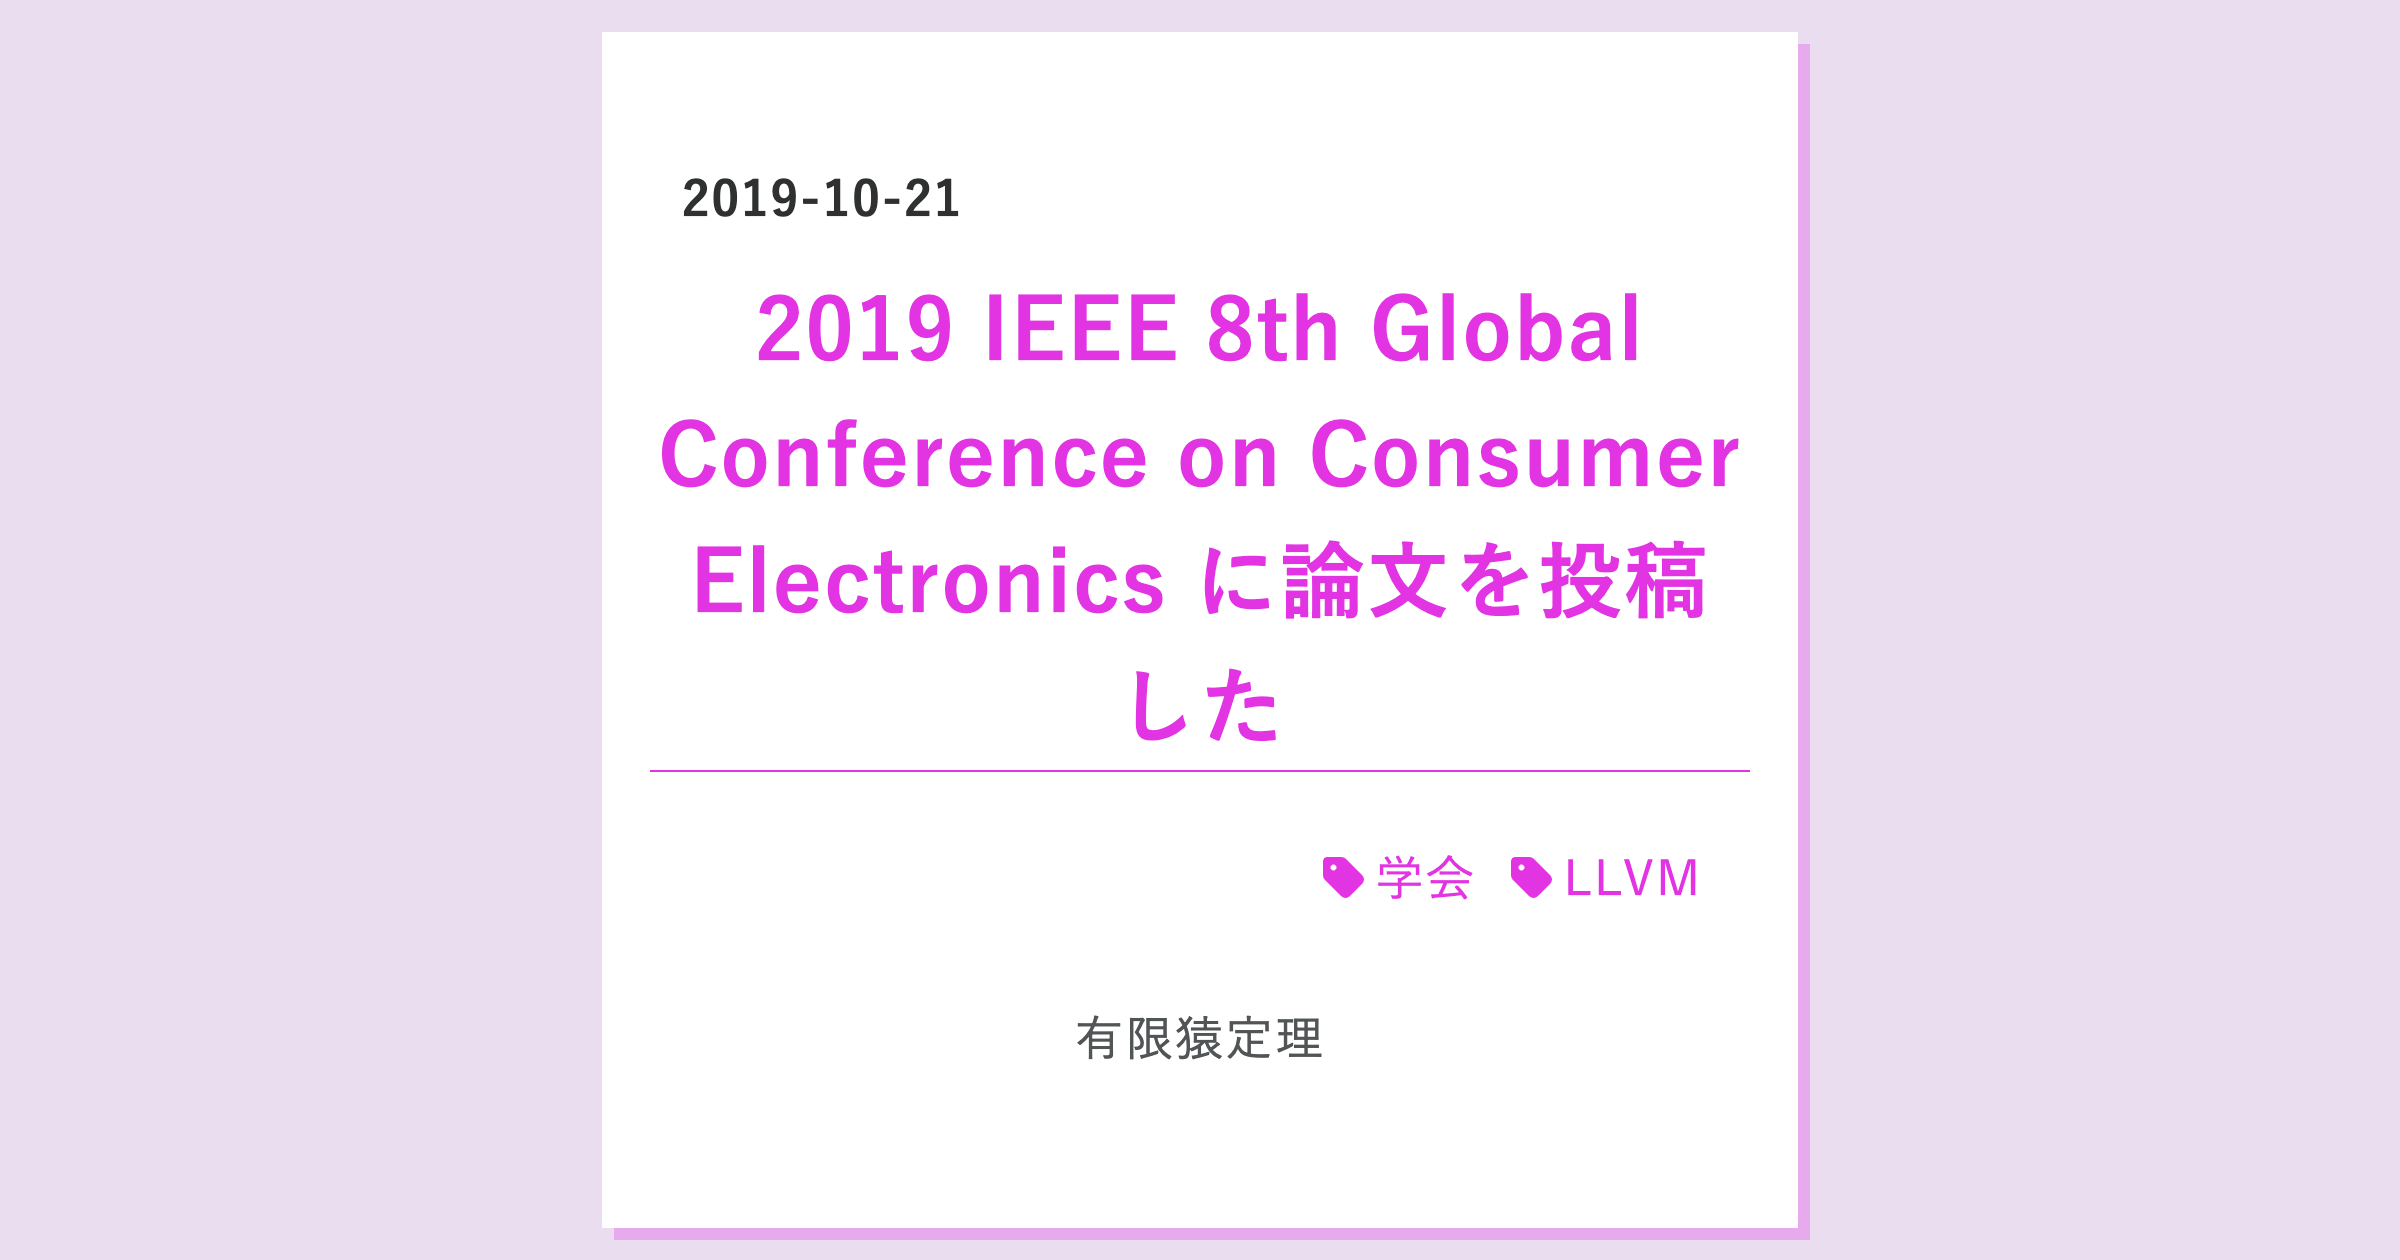 2019-10-21
2019 IEEE 8th Global
Conference on Consumer
Electronics に論文を投稿
した
学会 LLVM
有限猿定理